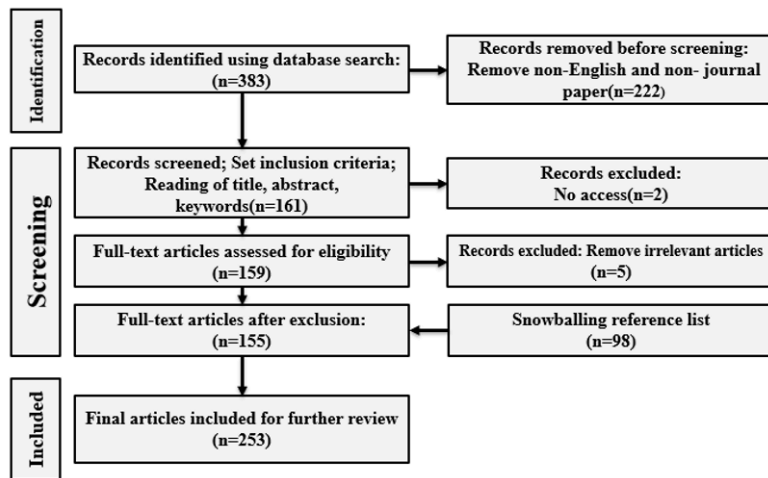 Identification
Records identified using database search:
(n=383)
Records removed before screening:
Remove non-English and non- journal
paper(n=222)
Screening
Records screened; Set inclusion criteria;
Reading of title, abstract,
keywords(n=161)
Records excluded:
No access(n=2)
Full-text articles assessed for eligibility
(n=159)
Records excluded: Remove irrelevant articles
(n=5)
Full-text articles after exclusion:
(n=155)
Snowballing reference list
(n=98)
Included
Final articles included for further review
(n=253)